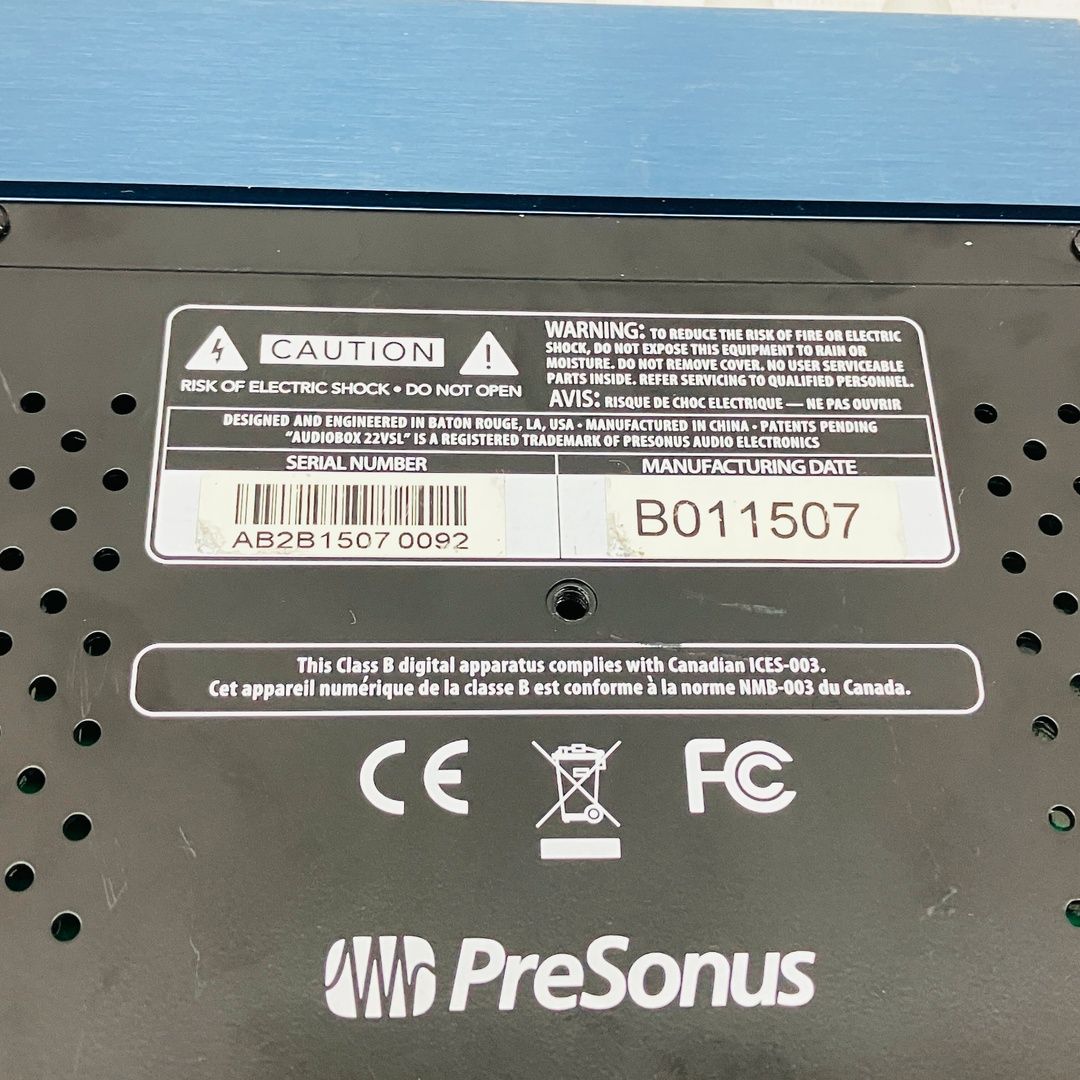 CAUTION
RISK OF ELECTRIC SHOCK • DO NOT OPEN
WARNING: TO REDUCE THE RISK OF FIRE OR ELECTRIC
SHOCK, DO NOT EXPOSE THIS EQUIPMENT TO RAIN OR
MOISTURE. DO NOT REMOVE COVER. NO USER SERVICEABLE
PARTS INSIDE. REFER SERVICING TO QUALIFIED PERSONNEL.
AVIS: RISQUE DE CHOC ELECTRIQUE — NE PAS OUVRIR
DESIGNED AND ENGINEERED IN BATON ROUGE, LA, USA • MANUFACTURED IN CHINA • PATENTS PENDING
“AUDIOBOX 22VSL” IS A REGISTERED TRADEMARK OF PRESONUS AUDIO ELECTRONICS
SERIAL NUMBER
AB2B1507 0092
MANUFACTURING DATE
B011507
This Class B digital apparatus complies with Canadian ICES-003.
Cet appareil numérique de la classe B est conforme à la norme NMB-003 du Canada.
CE FC
PreSonus